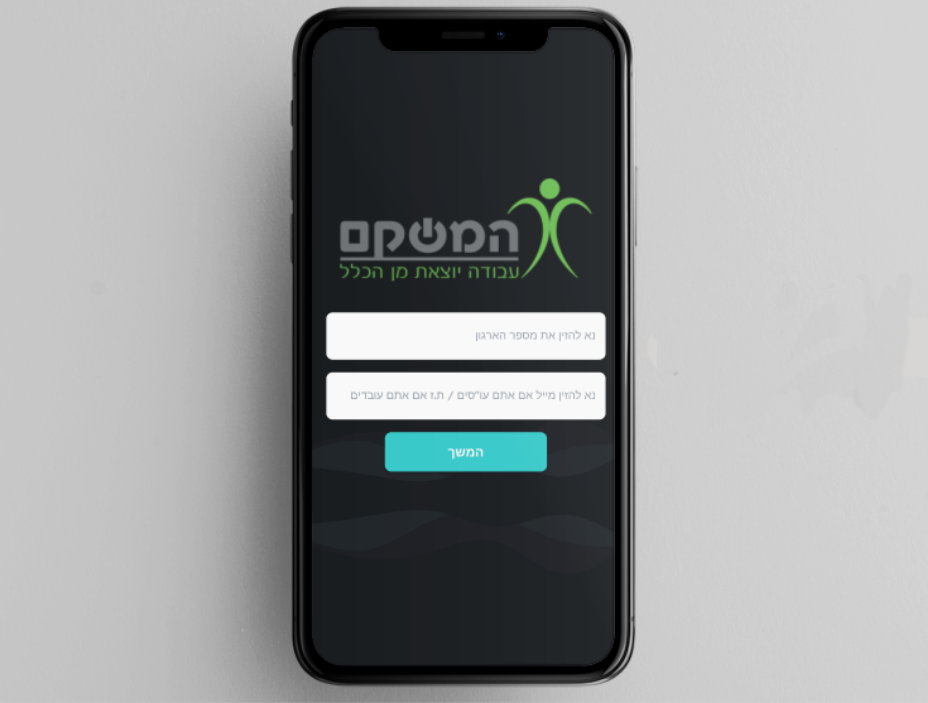 המשקם
עבודה יוצאת מן הכלל
נא להזין את מספר הארגון
נא להזין מייל אם אתם עו"סים / ת.ז אם אתם עובדים
המשך